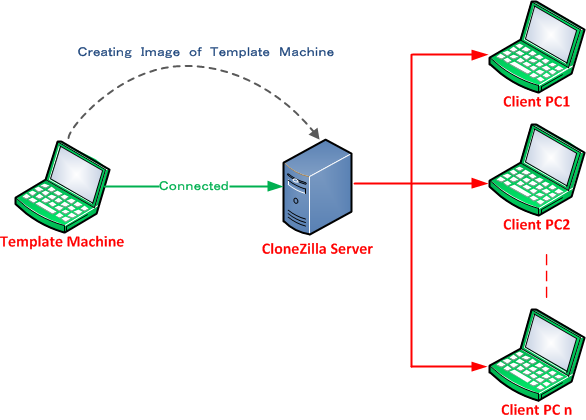 Creating Image of Template Machine
Client PC1
Connected
Template Machine
CloneZilla Server
Client PC2
Client PC n